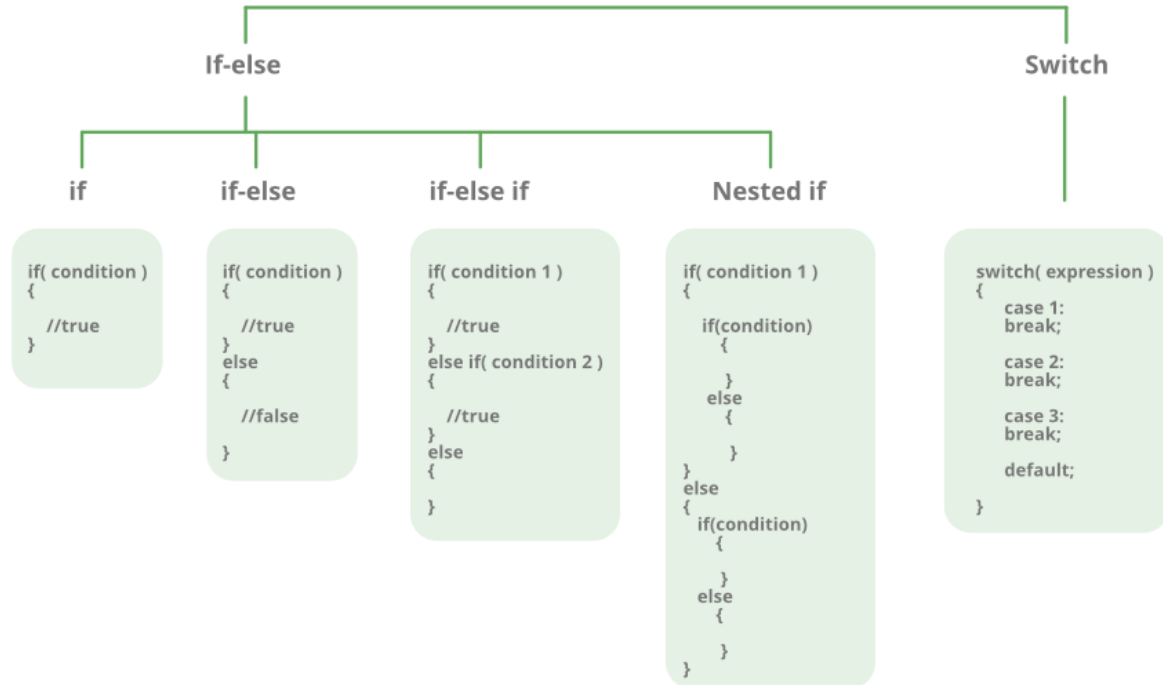 If-else
Switch
if
if-else
if-else if
Nested if
if( condition )
{
//true
}
if( condition )
{
//true
}
else
{
//false
}
if( condition 1 )
{
//true
}
else if( condition 2 )
{
//true
}
else
{
}
if( condition 1 )
{
if(condition)
{
}
else
{
}
}
else
{
if(condition)
{
}
else
{
}
}
switch( expression )
{
case 1:
break;
case 2:
break;
case 3:
break;
default;
}